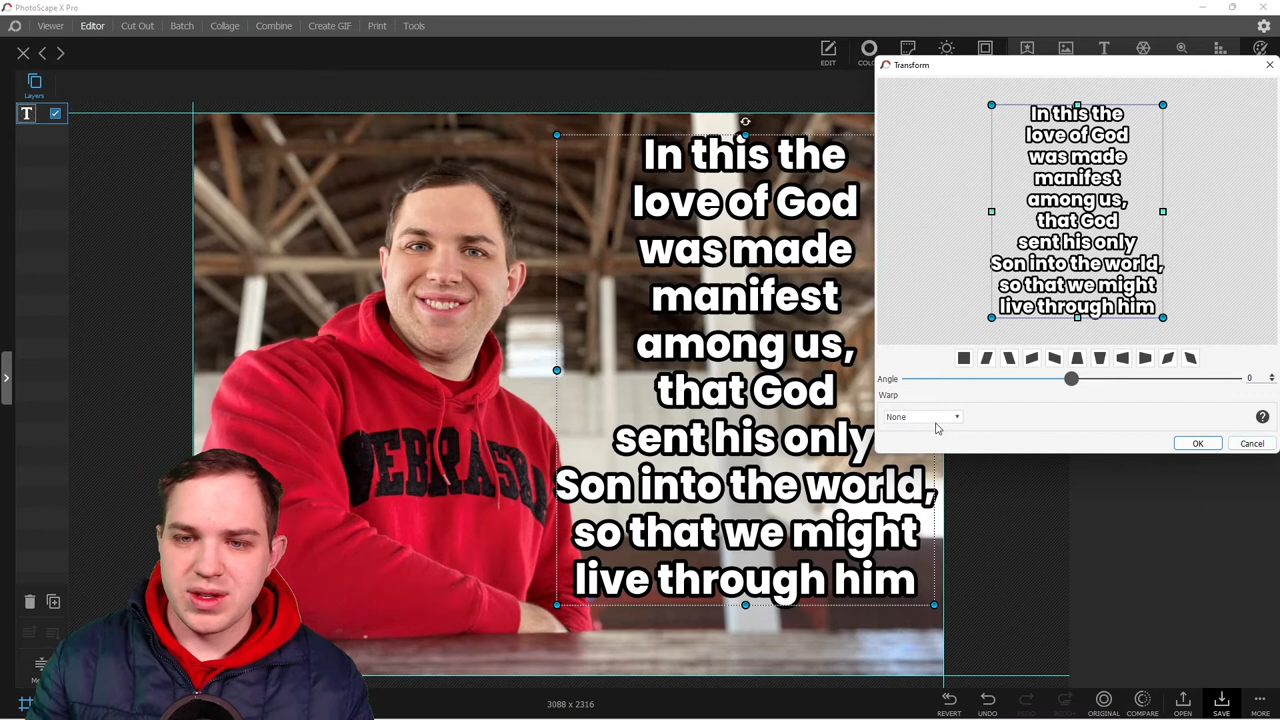 PhotoScape X Pro
Viewer Editor Cut Out Batch Collage Combine Create GIF Print Tools
EDIT
Layers
T
In this the
love of God
was made
manifest
among us,
that God
sent his only
Son into the world,
so that we might
live through him
NEBRASKA
Transform
In this the
love of God
was made
manifest
among us,
that God
sent his only
Son into the world,
so that we might
live through him
Angle 0
Warp
None
OK Cancel
3088 x 2316
REVERT UNDO REDO ORIGINAL COMPARE OPEN SAVE MORE